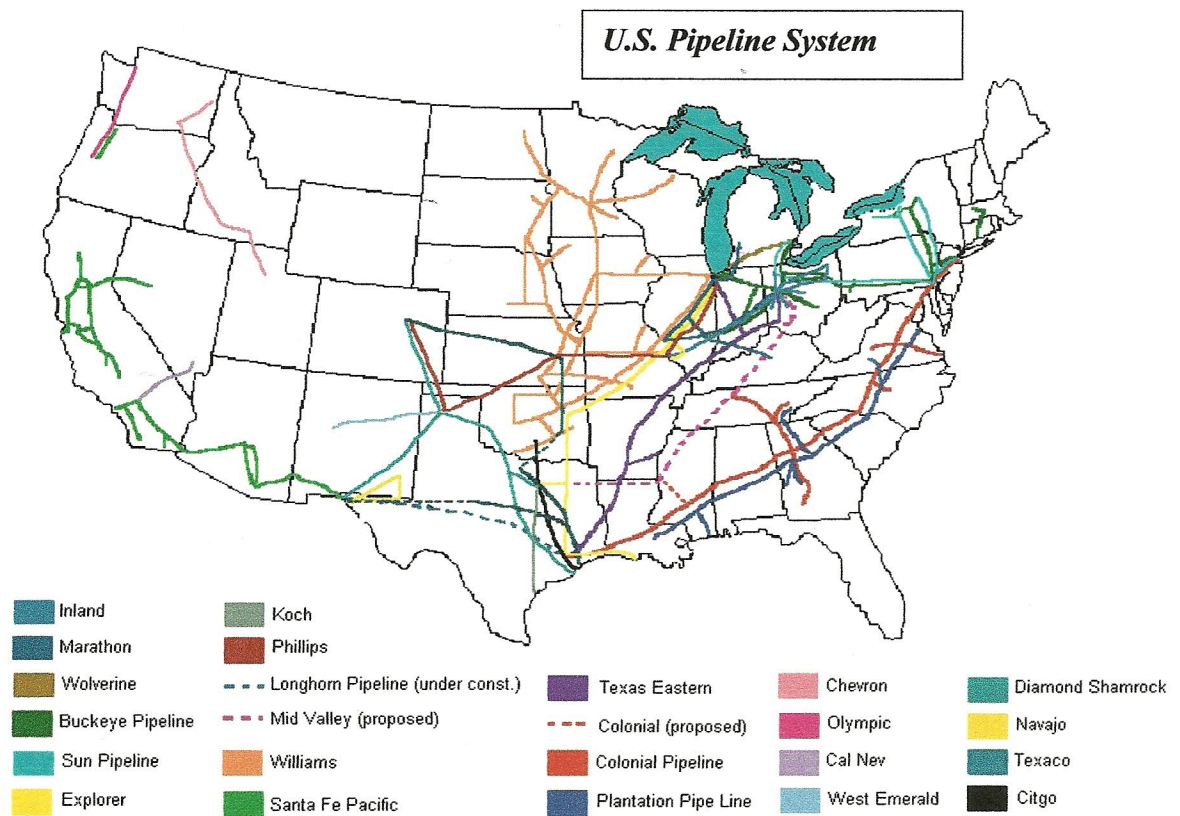 U.S. Pipeline System
Inland
Marathon
Wolverine
Buckeye Pipeline
Sun Pipeline
Explorer
Koch
Phillips
Longhorn Pipeline (under const.)
Mid Valley (proposed)
Williams
Santa Fe Pacific
Texas Eastern
Colonial (proposed)
Colonial Pipeline
Plantation Pipe Line
Chevron
Olympic
Cal Nev
West Emerald
Diamond Shamrock
Navajo
Texaco
Citgo